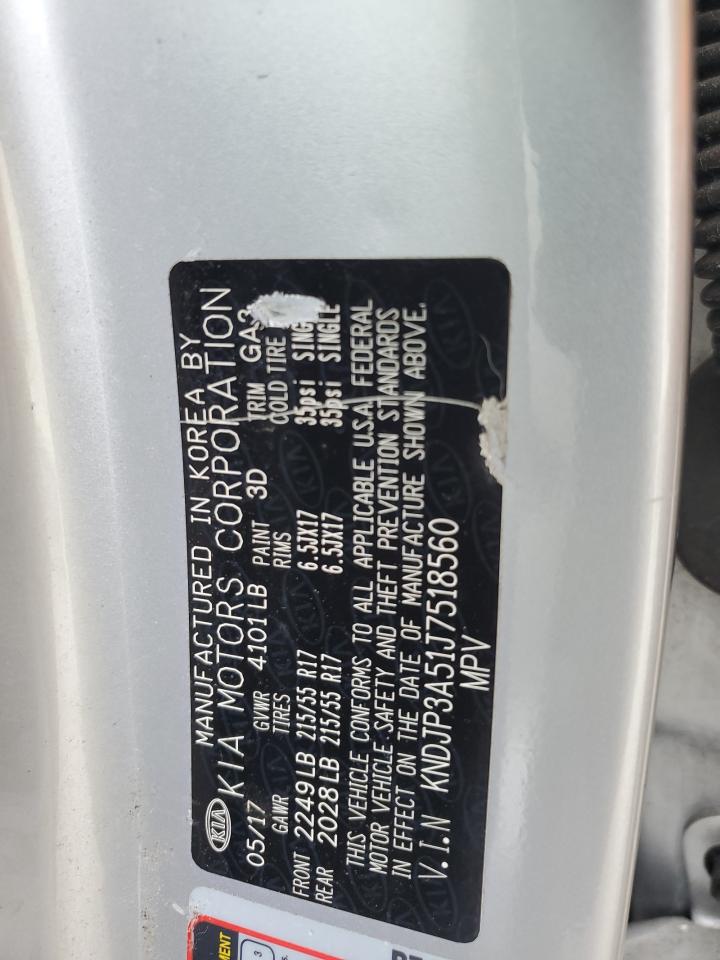 MANUFACTURED IN KOREA BY
KIA KIA MOTORS CORPORATION
05/17 GVWR 4101LB PAINT 3D TRIM GA3
GAWR TIRES RIMS COLD TIRE
FRONT 2249LB 215/55 R17 6.5JX17 35psi SINGLE
REAR 2028LB 215/55 R17 6.5JX17 35psi SINGLE
THIS VEHICLE CONFORMS TO ALL APPLICABLE U.S.A. FEDERAL
MOTOR VEHICLE SAFETY AND THEFT PREVENTION STANDARDS
IN EFFECT ON THE DATE OF MANUFACTURE SHOWN ABOVE.
V.I.N KNDJP3A51J7518560
MPV